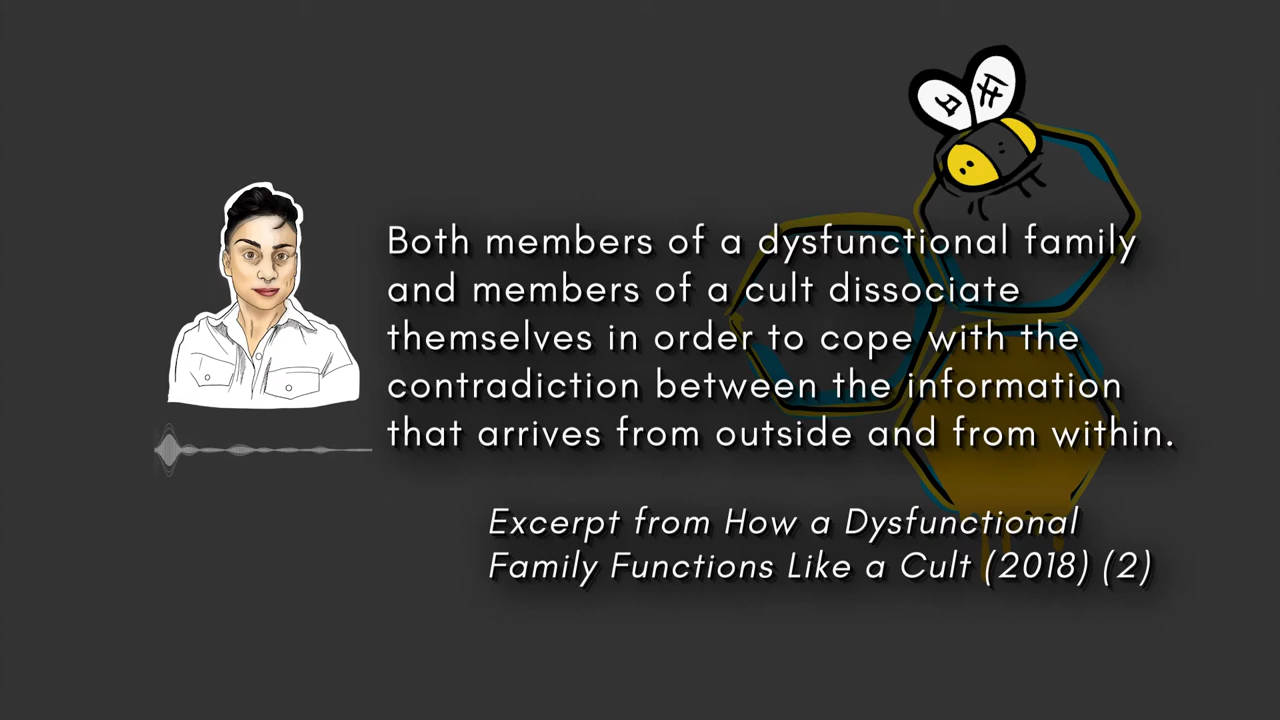 Both members of a dysfunctional family
and members of a cult dissociate
themselves in order to cope with the
contradiction between the information
that arrives from outside and from within.
Excerpt from How a Dysfunctional
Family Functions Like a Cult (2018) (2)